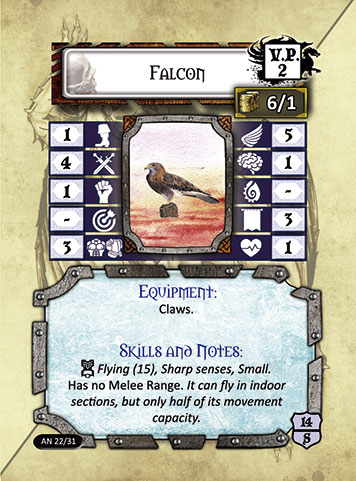 FALCON
V.P.
2
6/1
1
5
4
1
1
-
-
-
3
1
EQUIPMENT:
Claws.
SKILLS AND NOTES:
Flying (15), Sharp senses, Small.
Has no Melee Range. It can fly in indoor
sections, but only half of its movement
capacity.
AN 22/31
14
S